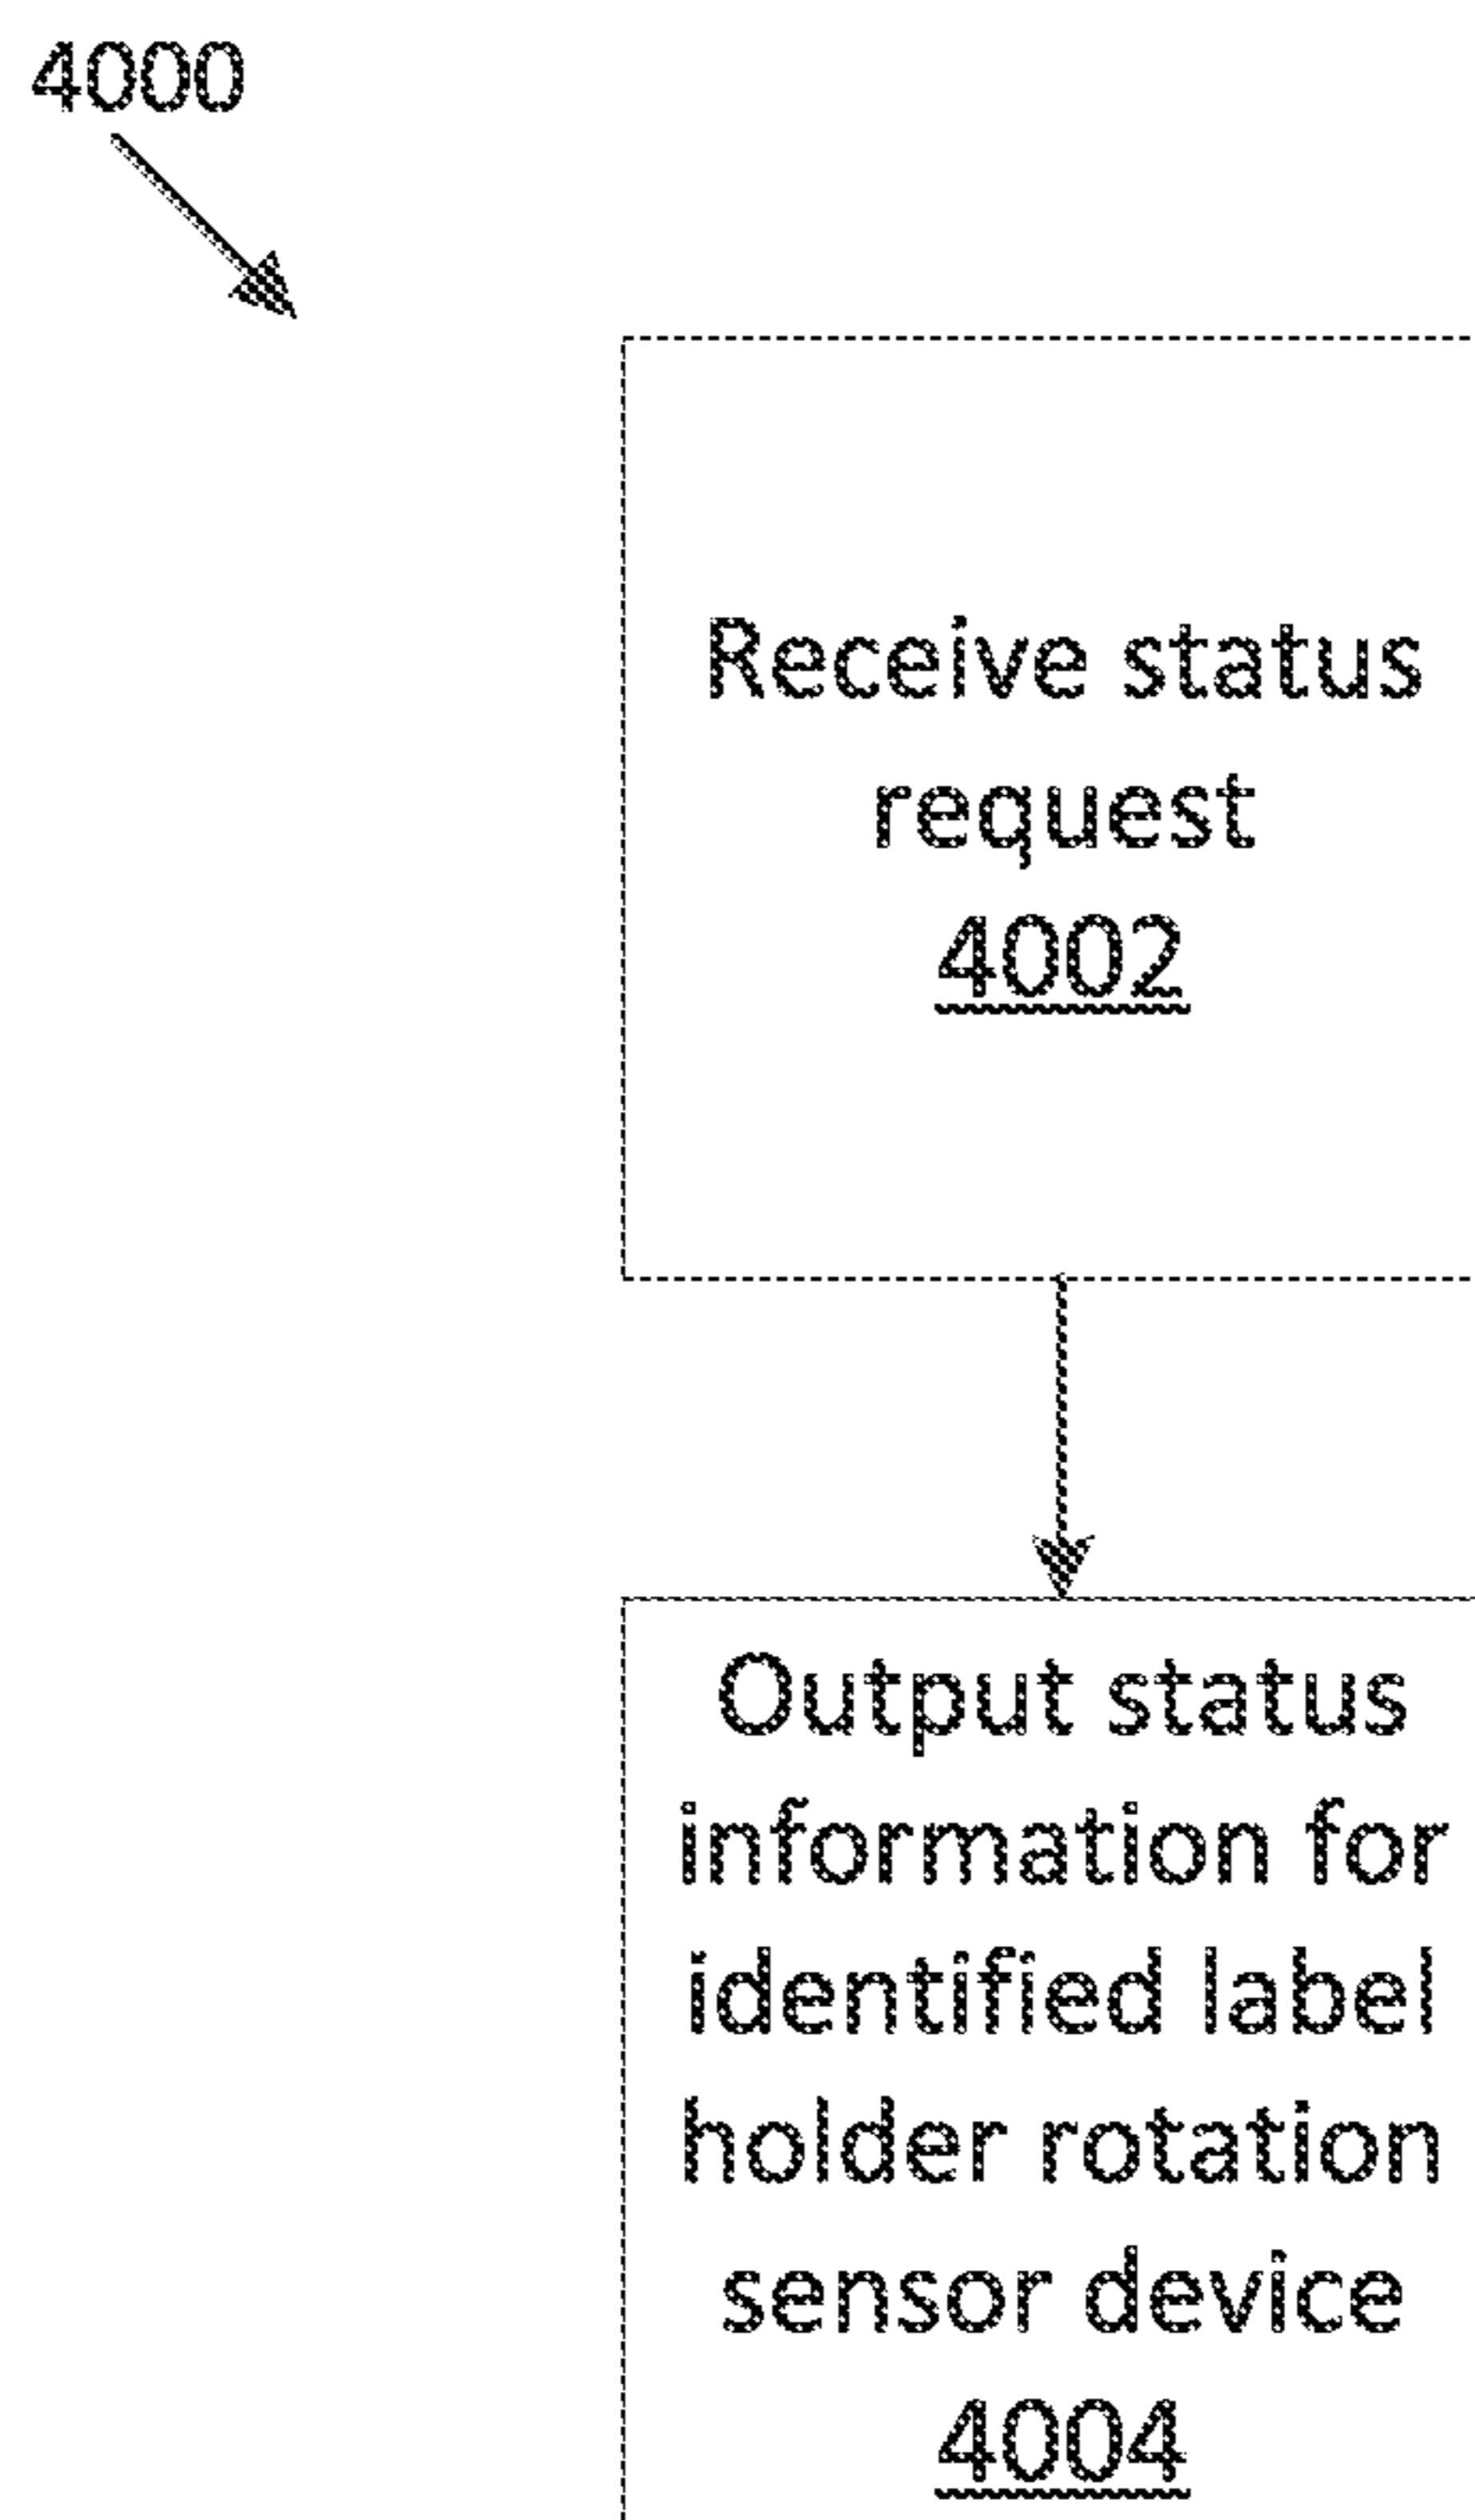 4000
Receive status
request
4002
Output status
information for
identified label
holder rotation
sensor device
4004